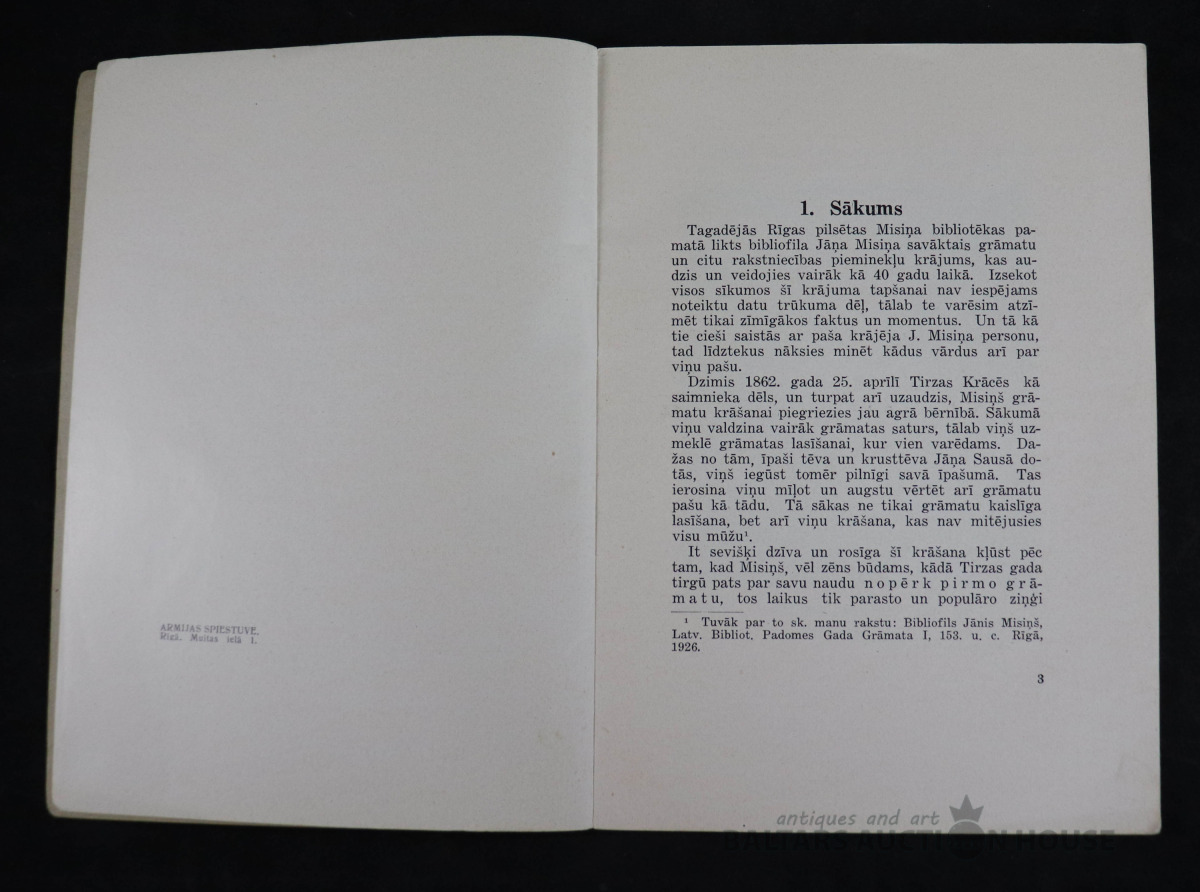 ARMIJAS SPIESTUVE,
Rīgā. Muitas ielā 1.
1. Sākums
Tagadējās Rīgas pilsētas Misiņa bibliotēkas pa-
matā likts bibliofila Jāņa Misiņa savāktais grāmatu
un citu rakstniecības pieminekļu krājums, kas au-
dzis un veidojies vairāk kā 40 gadu laikā. Izsekot
visos sīkumos šī krājuma tapšanai nav iespējams
noteiktu datu trūkuma dēļ, tālab te varēsim atzī-
mēt tikai zīmīgākos faktus un momentus. Un tā kā
tie cieši saistās ar paša krājēja J. Misiņa personu,
tad līdztekus nāksies minēt kādus vārdus arī par
viņu pašu.
Dzimis 1862. gada 25. aprīlī Tirzas Krācēs kā
saimnieka dēls, un turpat arī uzaudzis, Misiņš grā-
matu krāšanai piegriezies jau agrā bērnībā. Sākumā
viņu valdzina vairāk grāmatas saturs, tālab viņš uz-
meklē grāmatas lasīšanai, kur vien varēdams. Da-
žas no tām, īpaši tēva un krusttēva Jāņa Sausā do-
tās, viņš iegūst tomēr pilnīgi savā īpašumā. Tas
ierosina viņu mīļot un augstu vērtēt arī grāmatu
pašu kā tādu. Tā sākas ne tikai grāmatu kaislīga
lasīšana, bet arī viņu krāšana, kas nav mitējusies
visu mūžu¹.
It sevišķi dzīva un rosīga šī krāšana kļūst pēc
tam, kad Misiņš, vēl zēns būdams, kādā Tirzas gada
tirgū pats par savu naudu nopērk pirmo grā-
matu, tos laikus tik parasto un populāro ziņģi
¹ Tuvāk par to sk. manu rakstu: Bibliofils Jānis Misiņš,
Latv. Bibliot. Padomes Gada Grāmata I, 153. u. c. Rīgā,
1926.
3
antiques and art
BALTARS AUCTION HOUSE